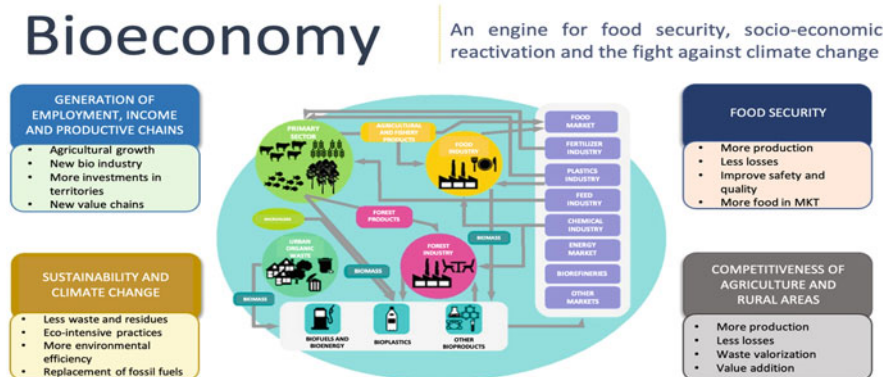 Bioeconomy
An engine for food security, socio-economic
reactivation and the fight against climate change
GENERATION OF
EMPLOYMENT, INCOME
AND PRODUCTIVE CHAINS
• Agricultural growth
• New bio industry
• More investments in
territories
• New value chains
SUSTAINABILITY AND
CLIMATE CHANGE
• Less waste and residues
• Eco-intensive practices
• More environmental
efficiency
• Replacement of fossil fuels
PRIMARY
SECTOR
AGRICULTURAL
AND FISHERY
PRODUCTS
FOOD
INDUSTRY
FOREST
PRODUCTS
URBAN
ORGANIC
WASTE
BIOMASS
FOREST
INDUSTRY
BIOMASS
BIOMASS
BIOFUELS AND
BIOENERGY
BIOPLASTICS
OTHER
BIOPRODUCTS
FOOD
MARKET
FERTILIZER
INDUSTRY
PLASTICS
INDUSTRY
FEED
INDUSTRY
CHEMICAL
INDUSTRY
ENERGY
MARKET
BIOREFINERIES
OTHER
MARKETS
FOOD SECURITY
• More production
• Less losses
• Improve safety and
quality
• More food in MKT
COMPETITIVENESS OF
AGRICULTURE AND
RURAL AREAS
• More production
• Less losses
• Waste valorization
• Value addition